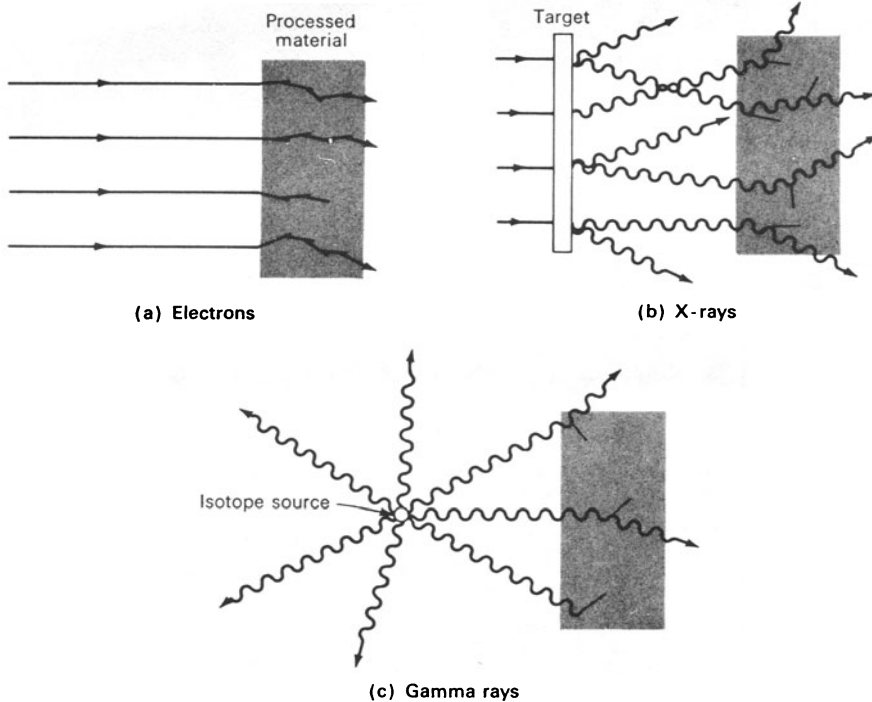 Processed
material
Target
(a) Electrons
(b) X-rays
Isotope source
(c) Gamma rays